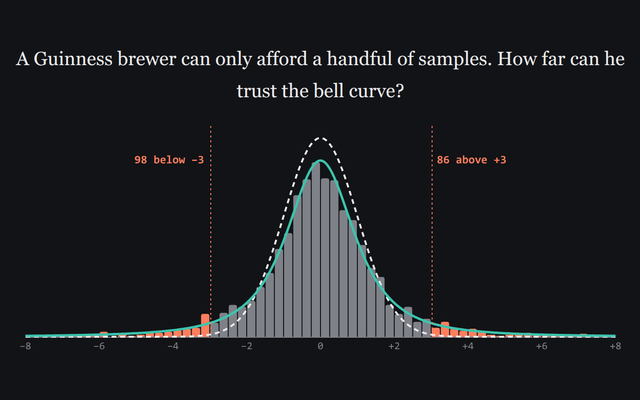 A Guinness brewer can only afford a handful of samples. How far can he
trust the bell curve?
98 below −3
86 above +3
−8 −6 −4 −2 0 +2 +4 +6 +8